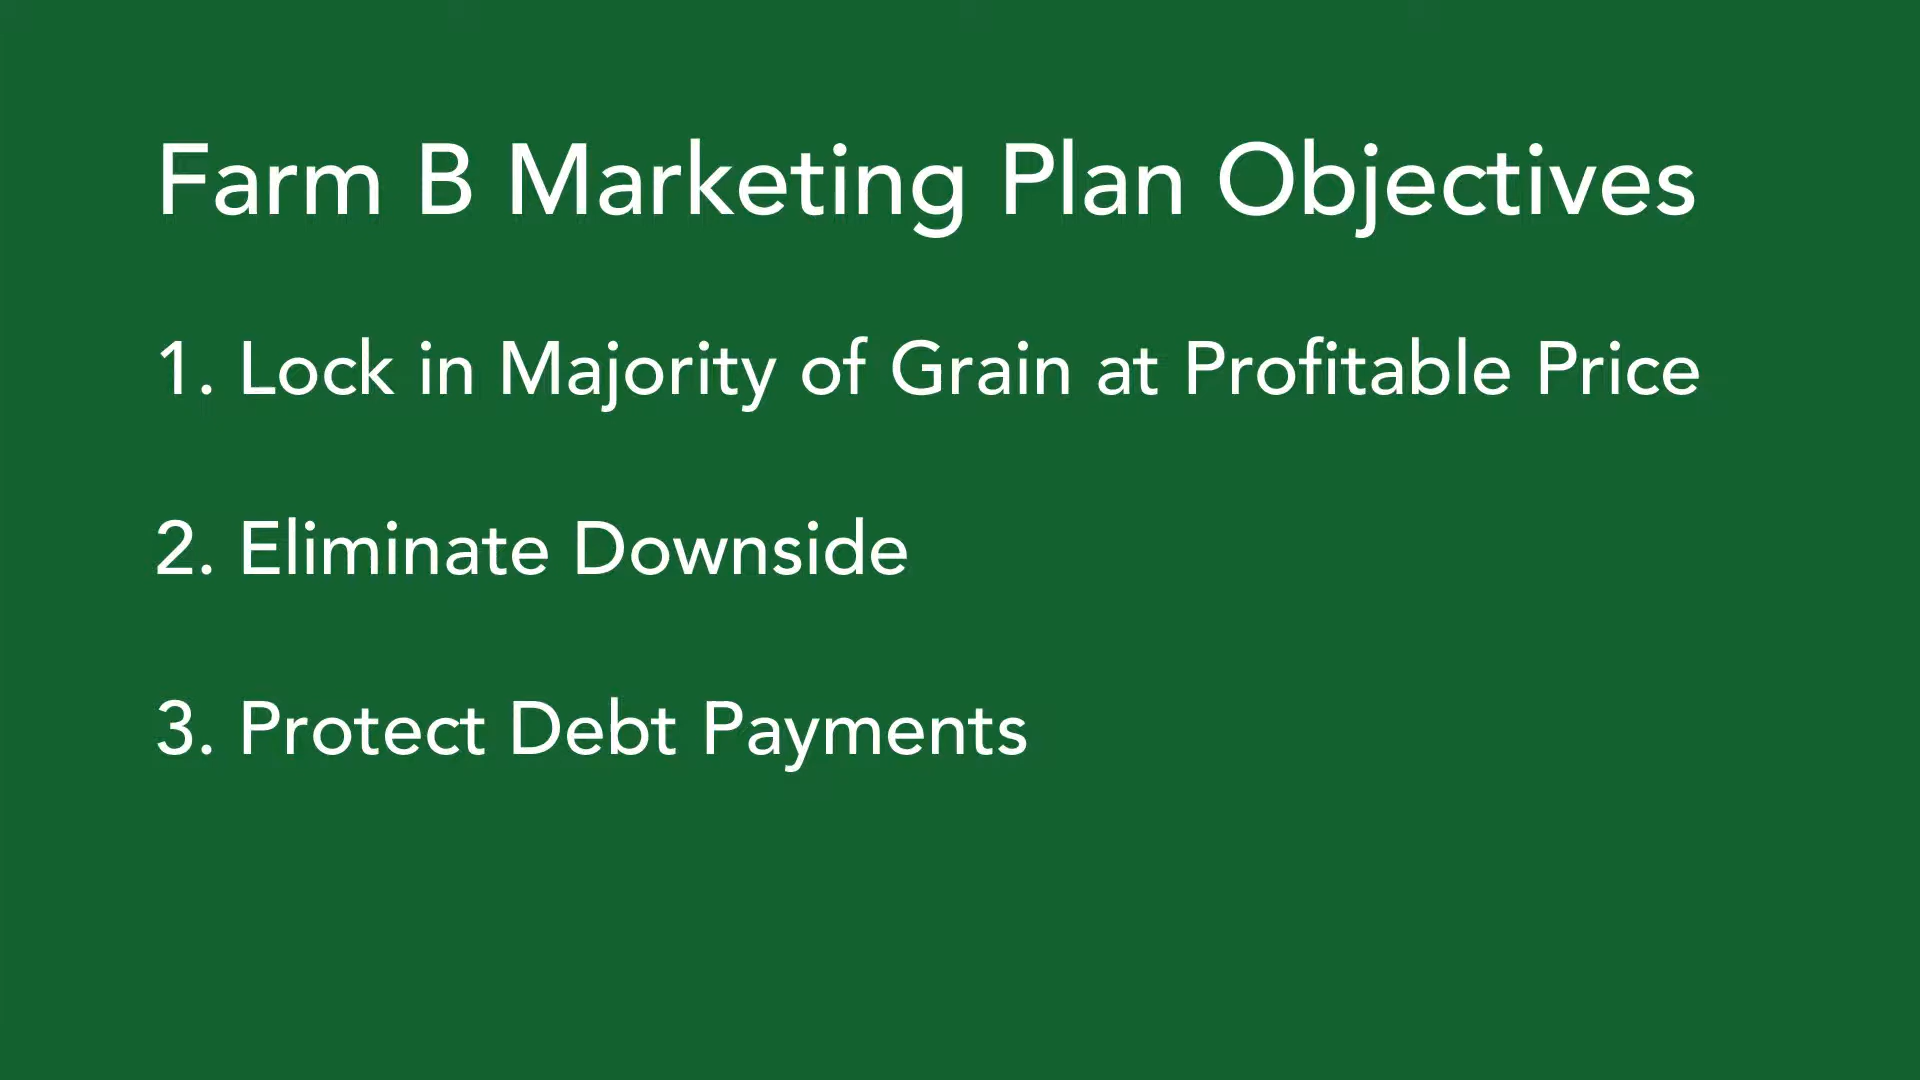 Farm B Marketing Plan Objectives
1. Lock in Majority of Grain at Profitable Price
2. Eliminate Downside
3. Protect Debt Payments